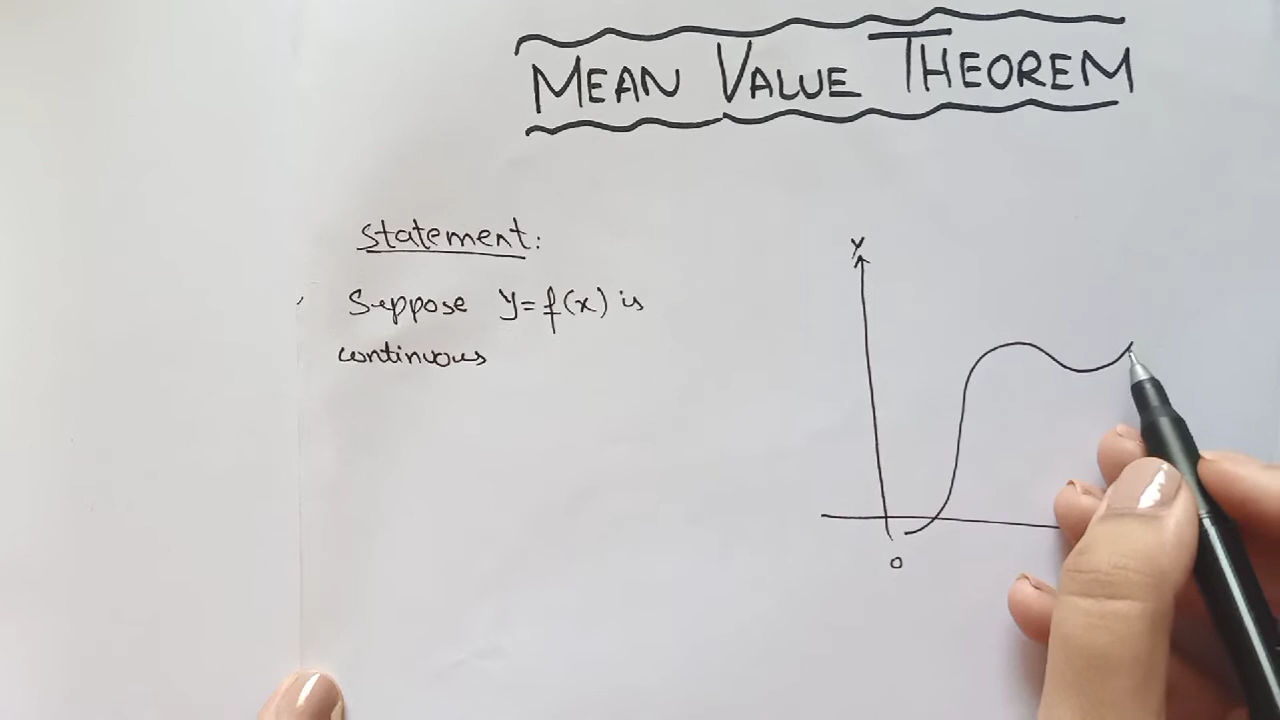 MEAN VALUE THEOREM
Statement:
Suppose y=f(x) is
continuous
y
0